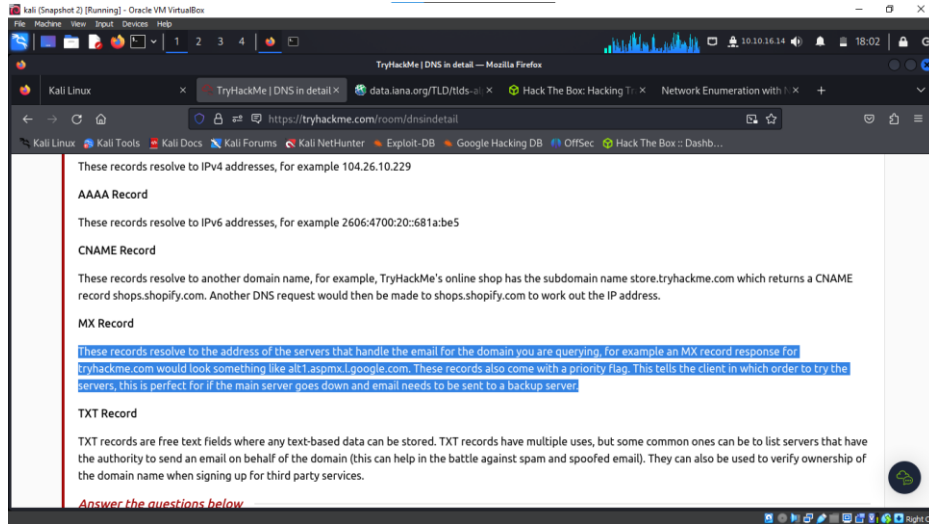 kali (Snapshot 2) [Running] - Oracle VM VirtualBox
File Machine View Input Devices Help
1 2 3 4 10.10.16.14 18:02
TryHackMe | DNS in detail — Mozilla Firefox
Kali Linux TryHackMe | DNS in detail data.iana.org/TLD/tlds-al Hack The Box: Hacking Tr Network Enumeration with N
https://tryhackme.com/room/dnsindetail
Kali Linux Kali Tools Kali Docs Kali Forums Kali NetHunter Exploit-DB Google Hacking DB OffSec Hack The Box :: Dashb...
These records resolve to IPv4 addresses, for example 104.26.10.229
AAAA Record
These records resolve to IPv6 addresses, for example 2606:4700:20::681a:be5
CNAME Record
These records resolve to another domain name, for example, TryHackMe's online shop has the subdomain name store.tryhackme.com which returns a CNAME
record shops.shopify.com. Another DNS request would then be made to shops.shopify.com to work out the IP address.
MX Record
These records resolve to the address of the servers that handle the email for the domain you are querying, for example an MX record response for
tryhackme.com would look something like alt1.aspmx.l.google.com. These records also come with a priority flag. This tells the client in which order to try the
servers, this is perfect for if the main server goes down and email needs to be sent to a backup server.
TXT Record
TXT records are free text fields where any text-based data can be stored. TXT records have multiple uses, but some common ones can be to list servers that have
the authority to send an email on behalf of the domain (this can help in the battle against spam and spoofed email). They can also be used to verify ownership of
the domain name when signing up for third party services.
Answer the questions below
Right C